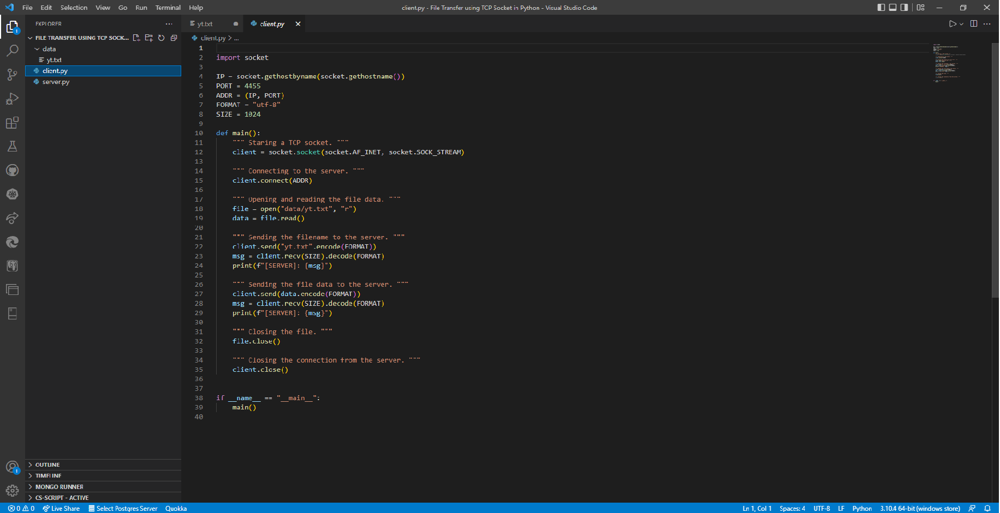 File Edit Selection View Go Run Terminal Help
client.py - File Transfer using TCP Socket in Python - Visual Studio Code
EXPLORER
FILE TRANSFER USING TCP SOCK...
data
yt.txt
client.py
server.py
OUTLINE
TIMELINE
MONGO RUNNER
CS-SCRIPT - ACTIVE
1
1
yt.txt
client.py
client.py > ...
1
2 import socket
3
4 IP = socket.gethostbyname(socket.gethostname())
5 PORT = 4455
6 ADDR = (IP, PORT)
7 FORMAT = "utf-8"
8 SIZE = 1024
9
10 def main():
11 """ Staring a TCP socket. """
12 client = socket.socket(socket.AF_INET, socket.SOCK_STREAM)
13
14 """ Connecting to the server. """
15 client.connect(ADDR)
16
17 """ Opening and reading the file data. """
18 file = open("data/yt.txt", "r")
19 data = file.read()
20
21 """ Sending the filename to the server. """
22 client.send("yt.txt".encode(FORMAT))
23 msg = client.recv(SIZE).decode(FORMAT)
24 print(f"[SERVER]: {msg}")
25
26 """ Sending the file data to the server. """
27 client.send(data.encode(FORMAT))
28 msg = client.recv(SIZE).decode(FORMAT)
29 print(f"[SERVER]: {msg}")
30
31 """ Closing the file. """
32 file.close()
33
34 """ Closing the connection from the server. """
35 client.close()
36
37
38 if __name__ == "__main__":
39 main()
40
0 0 Live Share Select Postgres Server Quokka
Ln 1, Col 1 Spaces: 4 UTF-8 LF Python 3.10.4 64-bit (windows store)